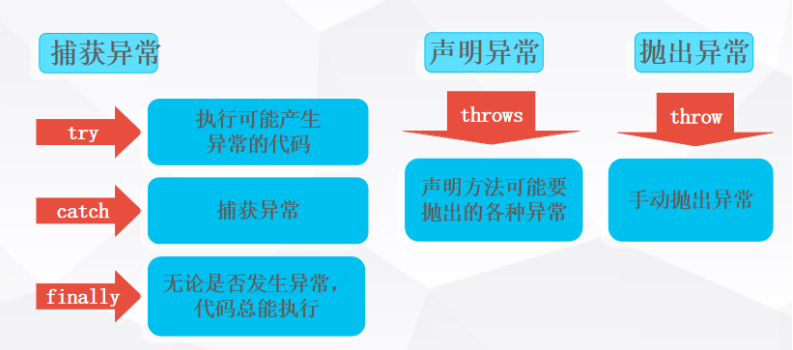 捕获异常
try
执行可能产生
异常的代码
catch
捕获异常
finally
无论是否发生异常，
代码总能执行
声明异常
throws
声明方法可能要
抛出的各种异常
抛出异常
throw
手动抛出异常